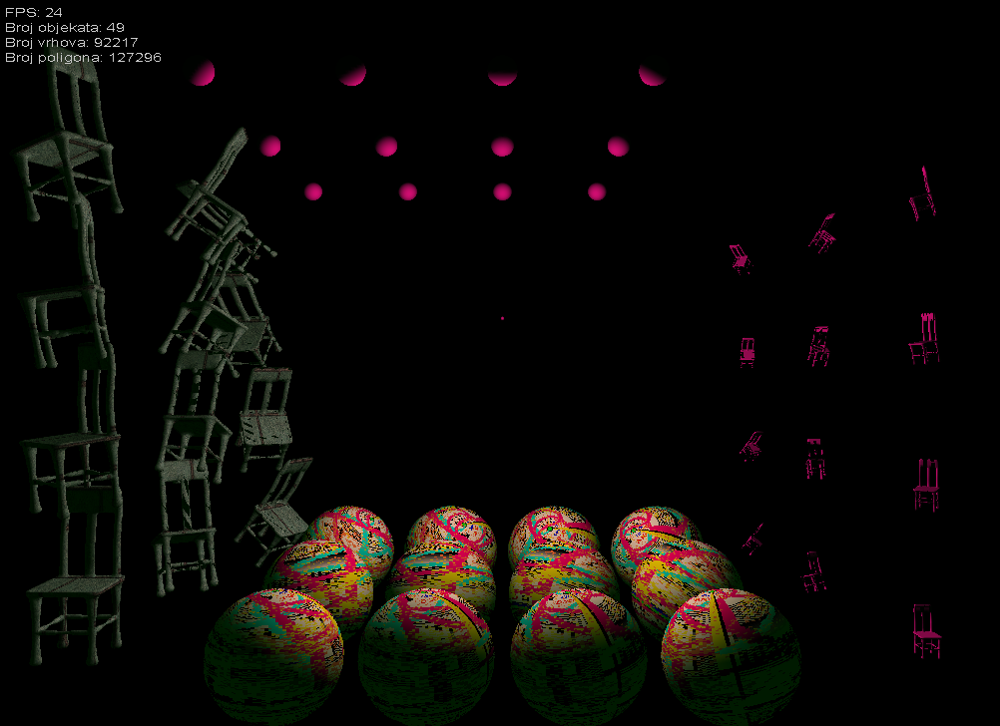 FPS: 24
Broj objekata: 49
Broj vrhova: 92217
Broj poligona: 127296